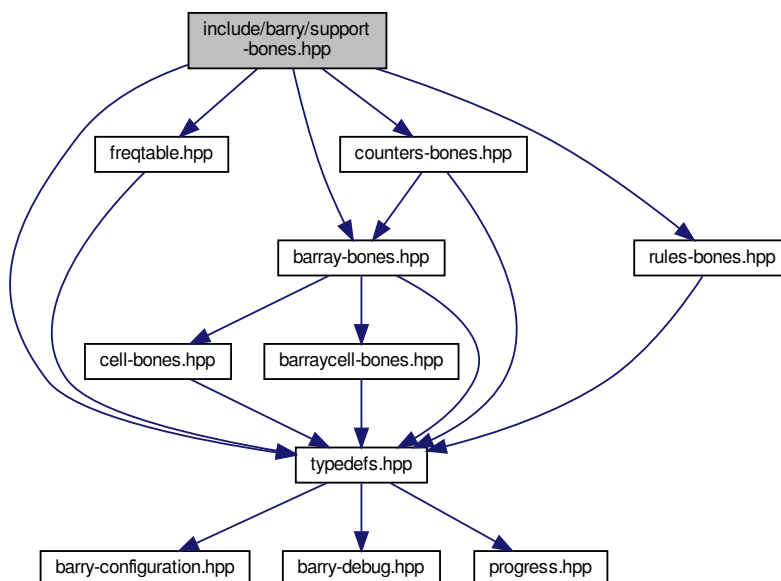 include/barry/support
-bones.hpp
freqtable.hpp
counters-bones.hpp
barray-bones.hpp
rules-bones.hpp
cell-bones.hpp
barraycell-bones.hpp
typedefs.hpp
barry-configuration.hpp
barry-debug.hpp
progress.hpp